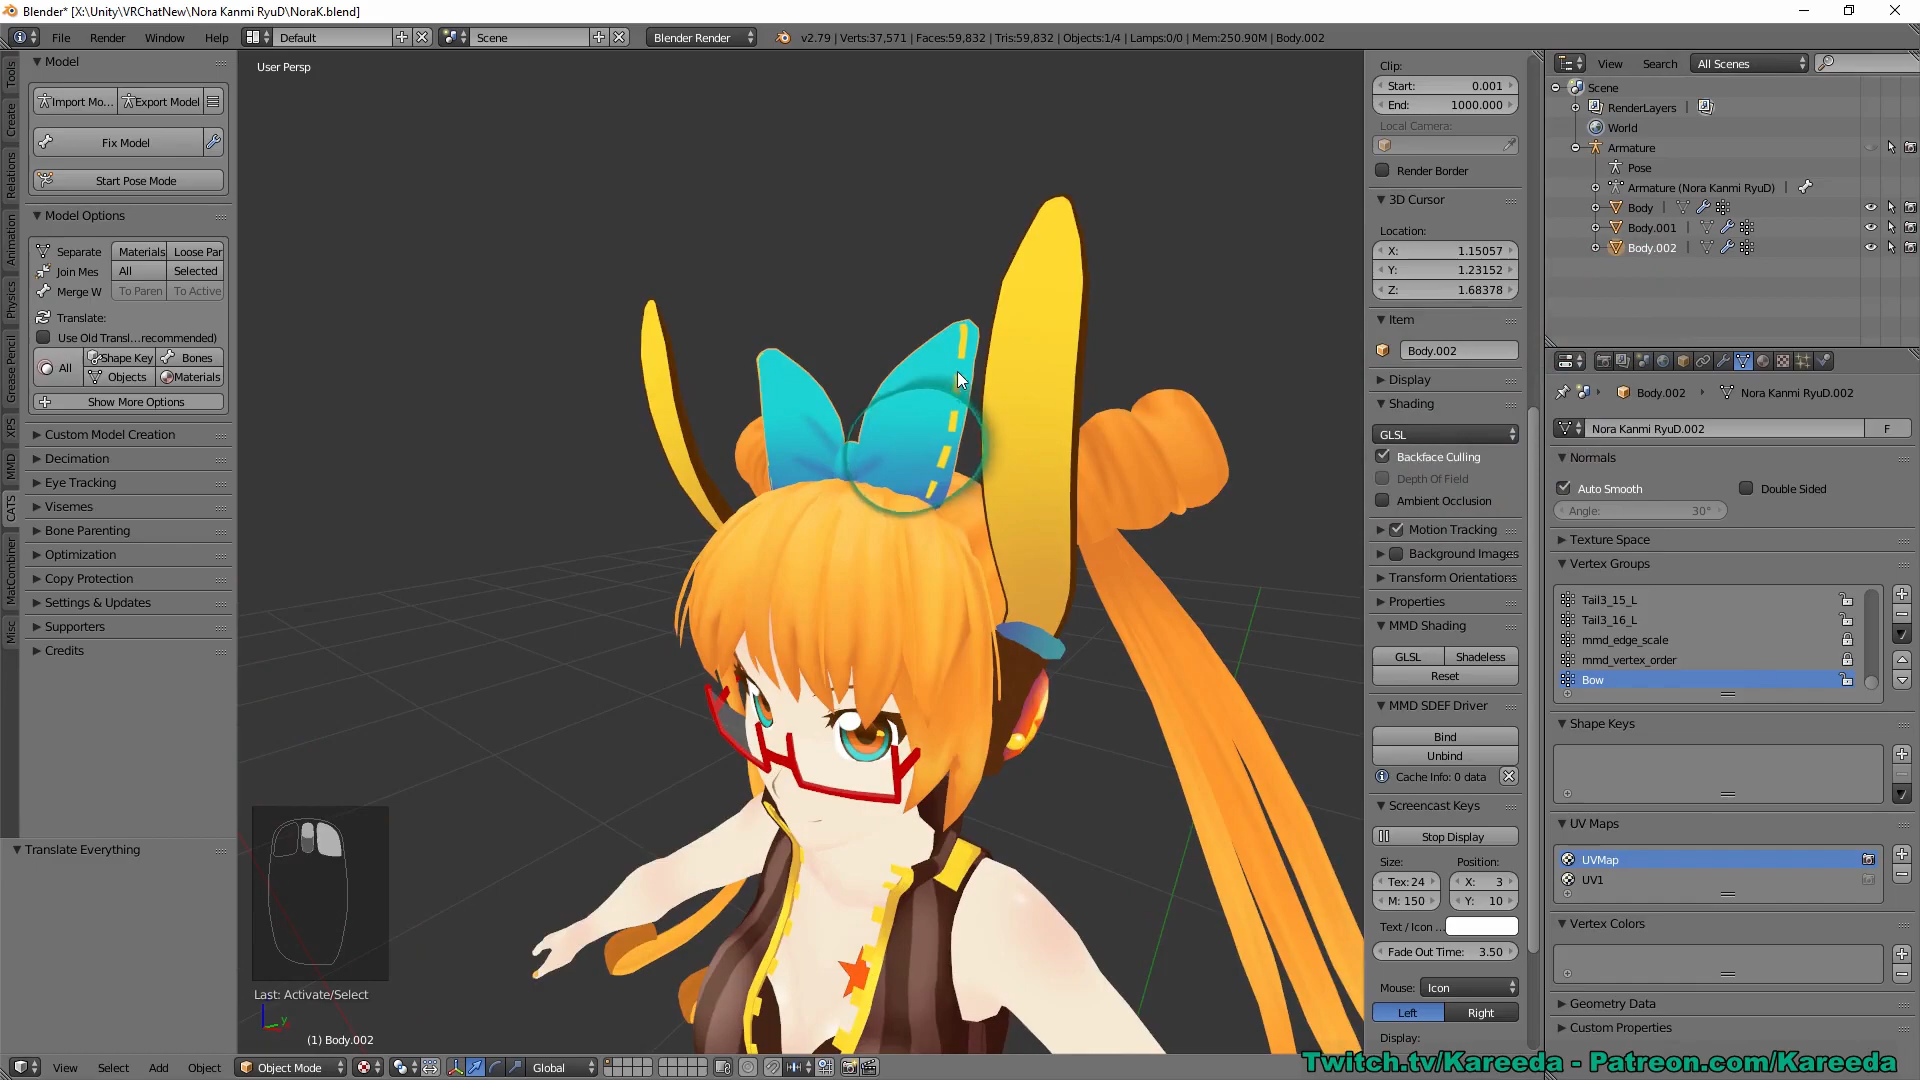 Blender* [X:\Unity\VRChatNew\Nora Kanmi RyuD\NoraK.blend]
File Render Window Help Default Scene Blender Render v2.79 | Verts:37,571 | Faces:59,832 | Tris:59,832 | Objects:1/4 | Lamps:0/0 | Mem:250.90M | Body.002
Tools
Create
Relations
Animation
Physics
Grease Pencil
XPS
MMD
CATS
MatCombiner
Misc
Model
Import Mo... Export Model
Fix Model
Start Pose Mode
Model Options
Separate Materials Loose Par
Join Mes All Selected
Merge W To Paren To Active
Translate:
Use Old Transl...recommended)
All Shape Key Bones
Objects Materials
Show More Options
Custom Model Creation
Decimation
Eye Tracking
Visemes
Bone Parenting
Optimization
Copy Protection
Settings & Updates
Supporters
Credits
Translate Everything
User Persp
Last: Activate/Select
y
(1) Body.002
View Select Add Object Object Mode Global
Clip:
Start: 0.001
End: 1000.000
Local Camera:
Render Border
3D Cursor
Location:
X: 1.15057
Y: 1.23152
Z: 1.68378
Item
Body.002
Display
Shading
GLSL
Backface Culling
Depth Of Field
Ambient Occlusion
Motion Tracking
Background Images
Transform Orientations
Properties
MMD Shading
GLSL Shadeless
Reset
MMD SDEF Driver
Bind
Unbind
Cache Info: 0 data
Screencast Keys
Stop Display
Size: Position:
Tex: 24 X: 3
M: 150 Y: 10
Text / Icon ...
Fade Out Time: 3.50
Mouse: Icon
Left Right
Display:
View Search All Scenes
Scene
RenderLayers
World
Armature
Pose
Armature (Nora Kanmi RyuD)
Body
Body.001
Body.002
Body.002 Nora Kanmi RyuD.002
Nora Kanmi RyuD.002 F
Normals
Auto Smooth Double Sided
Angle: 30°
Texture Space
Vertex Groups
Tail3_15_L
Tail3_16_L
mmd_edge_scale
mmd_vertex_order
Bow
Shape Keys
UV Maps
UVMap
UV1
Vertex Colors
Geometry Data
Custom Properties
Twitch.tv/Kareeda - Patreon.com/Kareeda